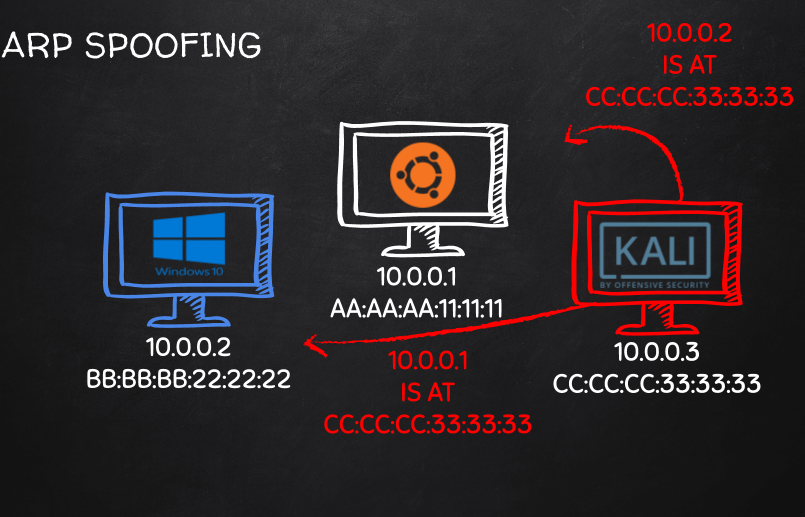 ARP SPOOFING
10.0.0.2
IS AT
CC:CC:CC:33:33:33
Windows 10
10.0.0.2
BB:BB:BB:22:22:22
10.0.0.1
AA:AA:AA:11:11:11
KALI
BY OFFENSIVE SECURITY
10.0.0.3
CC:CC:CC:33:33:33
10.0.0.1
IS AT
CC:CC:CC:33:33:33